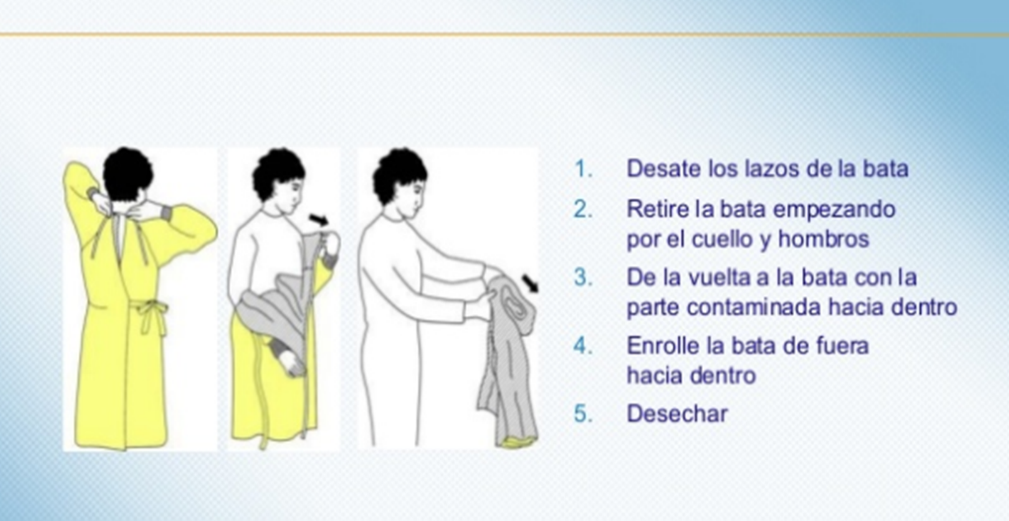 1. Desate los lazos de la bata
2. Retire la bata empezando
por el cuello y hombros
3. De la vuelta a la bata con la
parte contaminada hacia dentro
4. Enrolle la bata de fuera
hacia dentro
5. Desechar